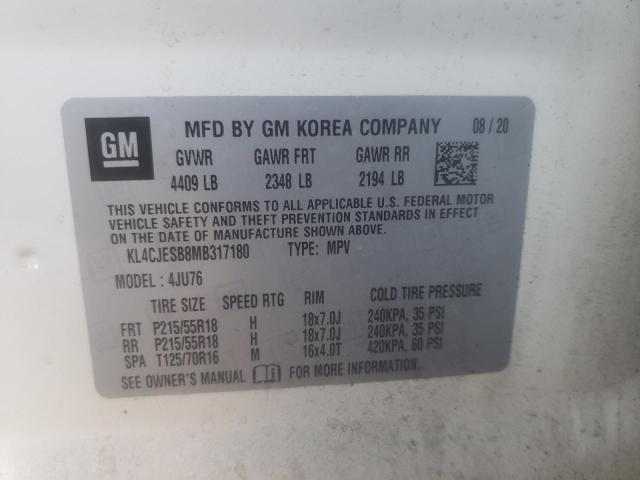 GM MFD BY GM KOREA COMPANY 08 / 20
GVWR GAWR FRT GAWR RR
4409 LB 2348 LB 2194 LB
THIS VEHICLE CONFORMS TO ALL APPLICABLE U.S. FEDERAL MOTOR
VEHICLE SAFETY AND THEFT PREVENTION STANDARDS IN EFFECT
ON THE DATE OF MANUFACTURE SHOWN ABOVE.
KL4CJESB8MB317180 TYPE: MPV
MODEL : 4JU76
TIRE SIZE SPEED RTG RIM COLD TIRE PRESSURE
FRT P215/55R18 H 18x7.0J 240KPA, 35 PSI
RR P215/55R18 H 18x7.0J 240KPA, 35 PSI
SPA T125/70R16 M 16x4.0T 420KPA, 60 PSI
SEE OWNER'S MANUAL FOR MORE INFORMATION.